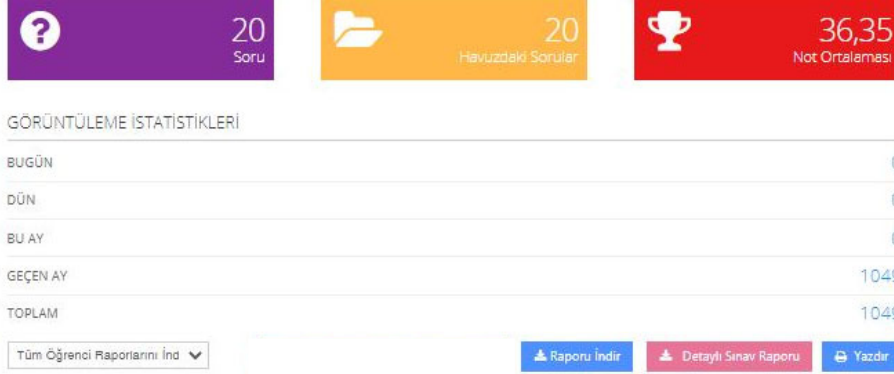 20
Soru
20
Havuzdaki Sorular
36,35
Not Ortalaması
GÖRÜNTÜLEME İSTATİSTİKLERİ
BUGÜN
DÜN
BU AY
GEÇEN AY
TOPLAM
Tüm Öğrenci Raporlarını İnd
Raporu İndir
Detaylı Sınav Raporu
Yazdır